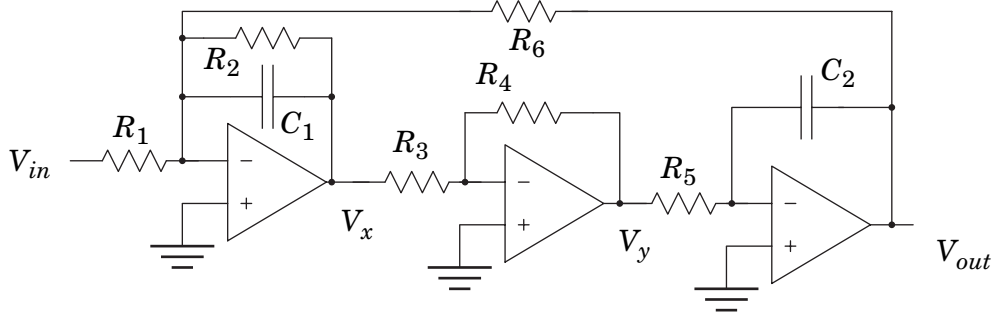 R6
R2
R4
C2
C1
R1
R3
R5
Vin
−
+
−
+
−
+
Vx
Vy
Vout